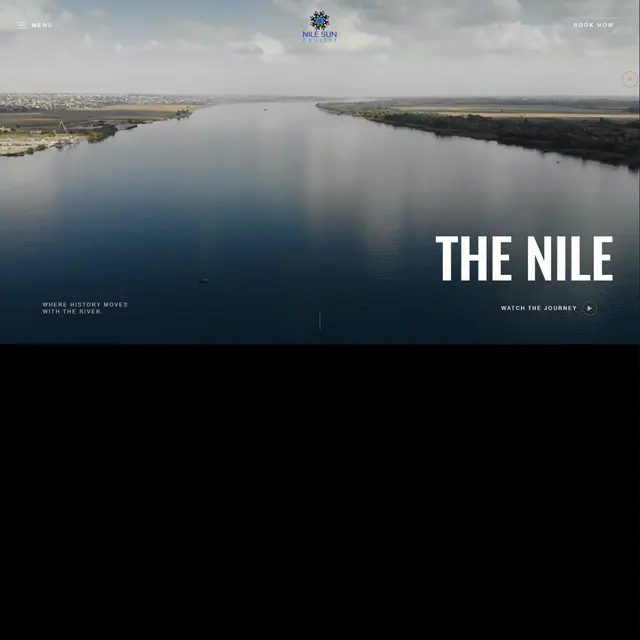 MENU
NILE SUN
BOOK NOW
THE NILE
WHERE HISTORY MOVES
WITH THE RIVER.
WATCH THE JOURNEY